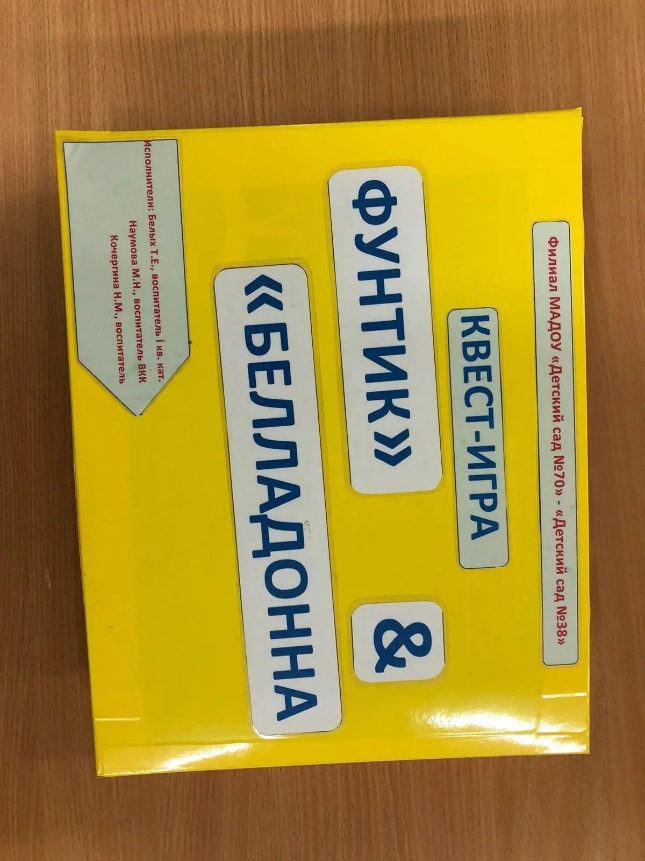 Филиал МАДОУ «Детский сад №70» - «Детский сад №38»
КВЕСТ-ИГРА
ФУНТИК» &
«БЕЛЛАДОННА
Исполнители: Белых Т.Е., воспитатель I кв. кат.
Наумова М.Н., воспитатель ВКК
Кочергина Н.М., воспитатель